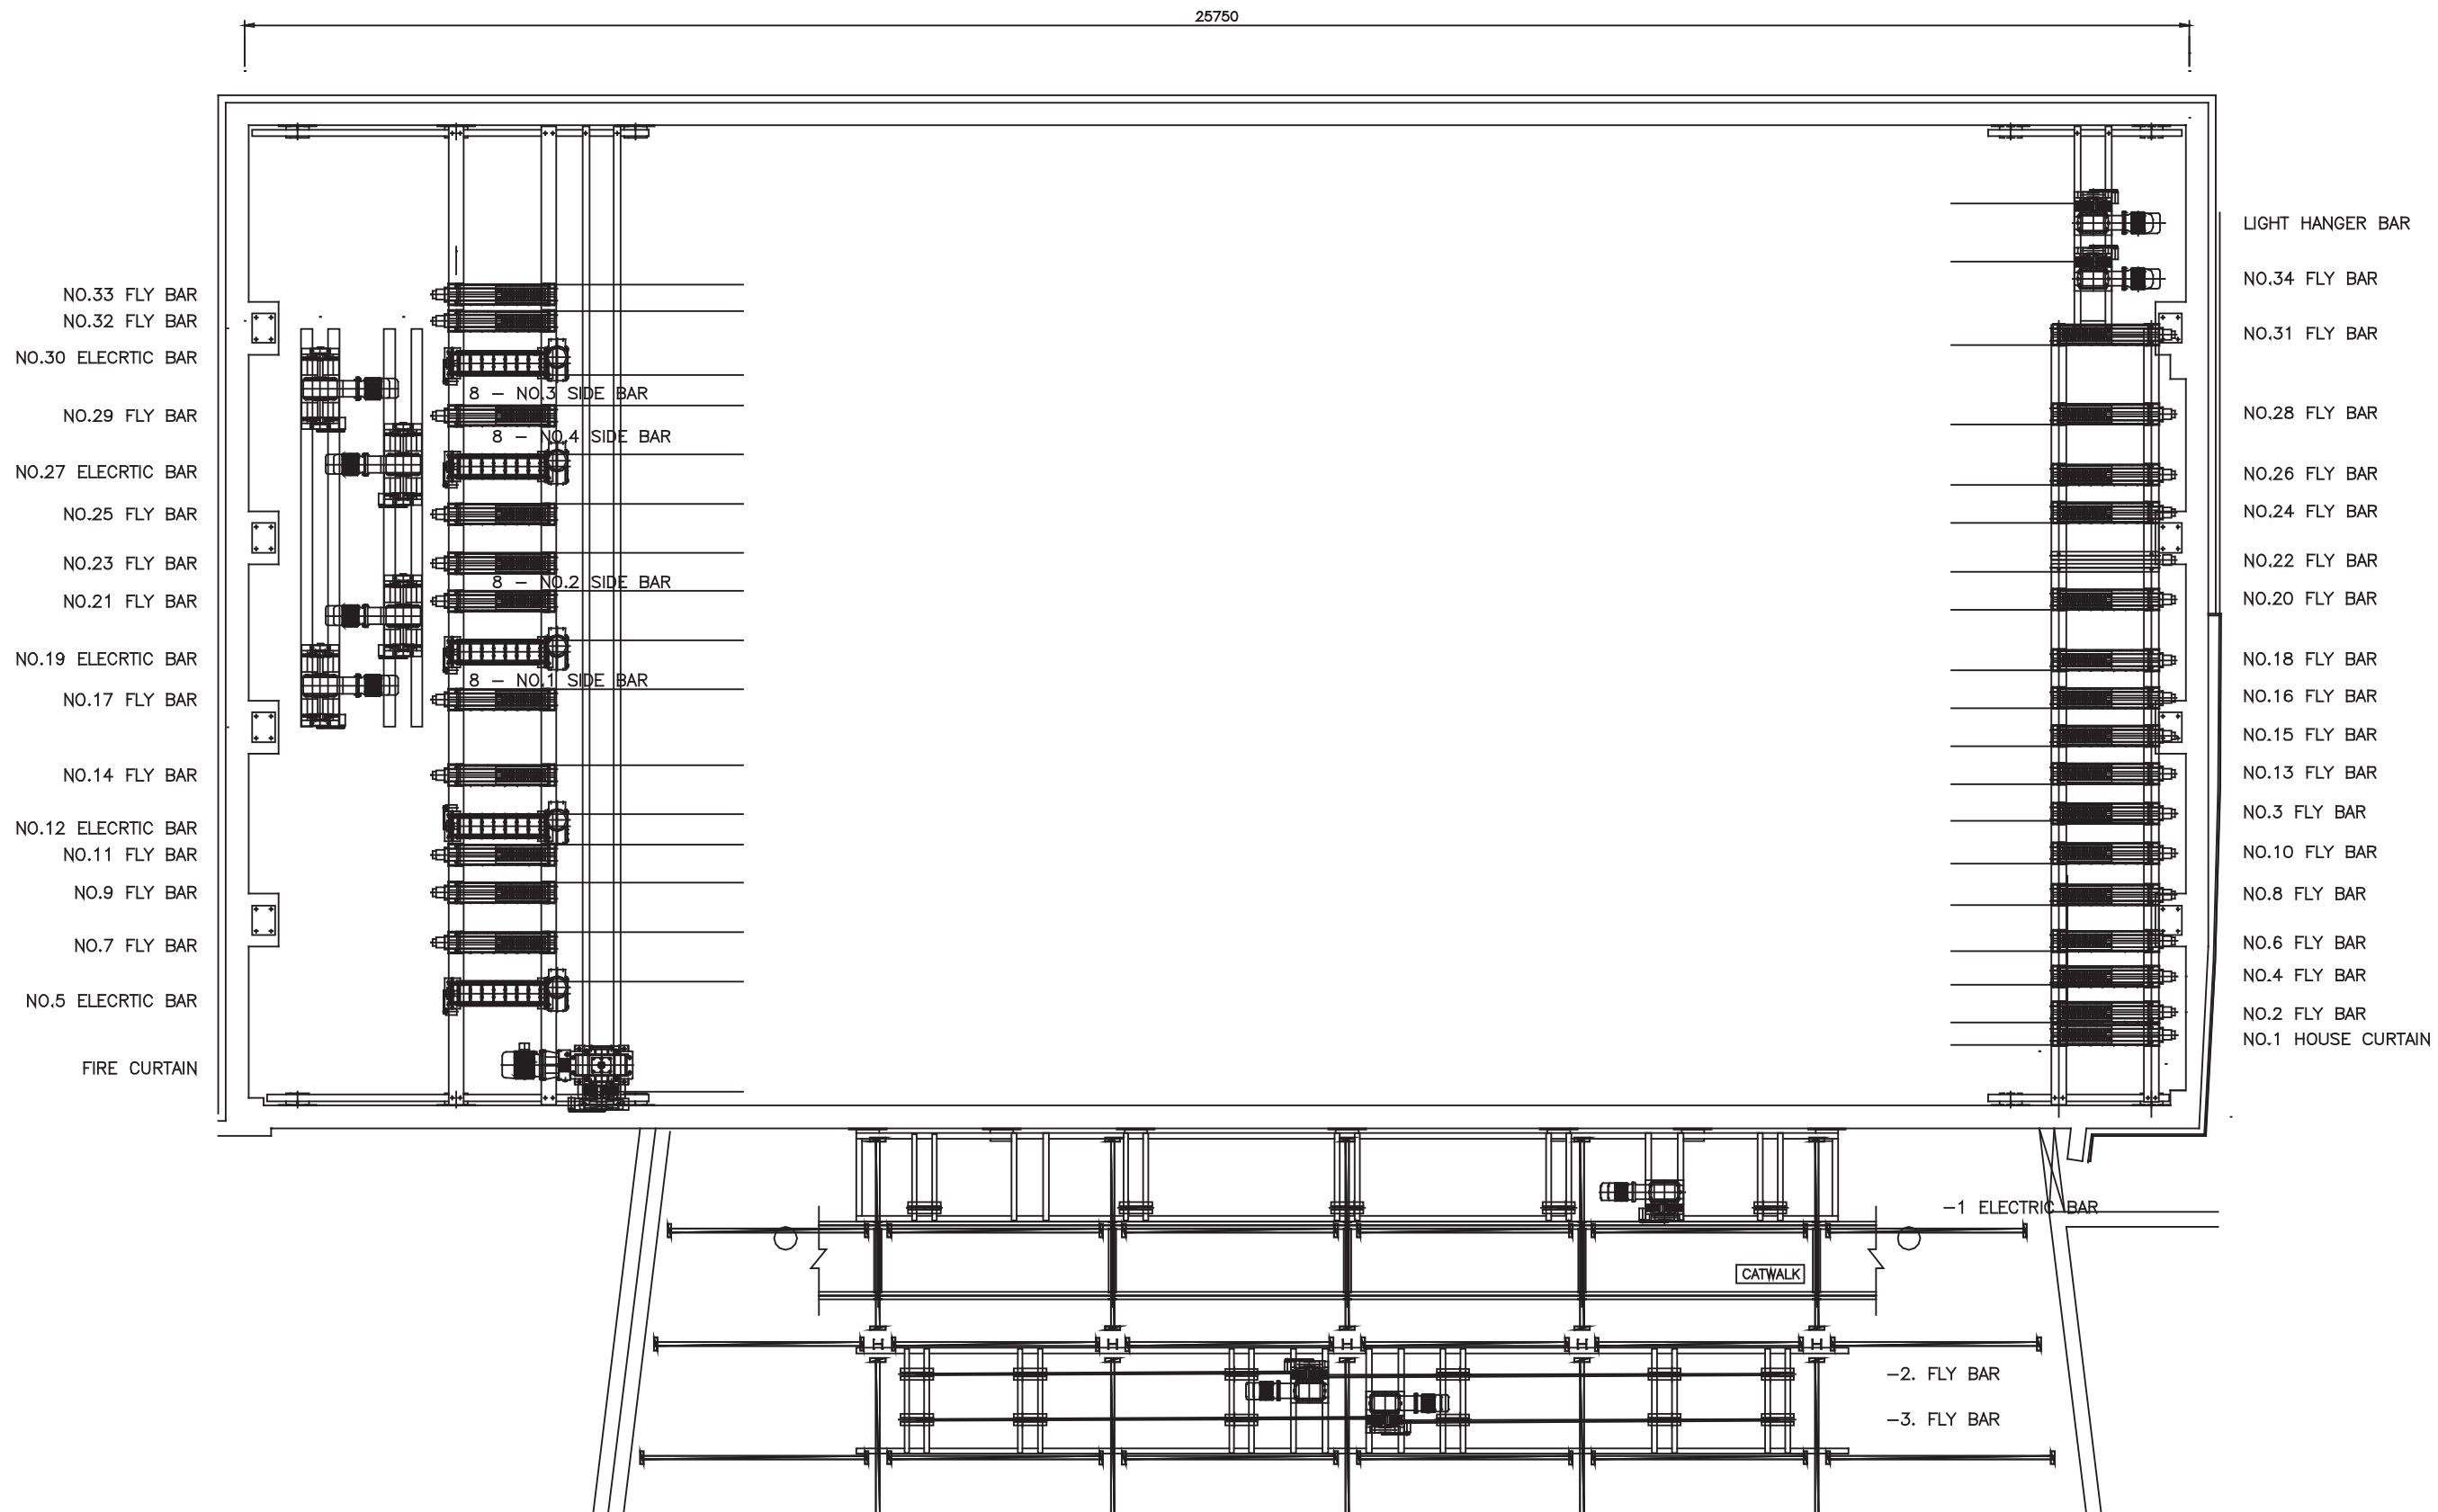 25750
LIGHT HANGER BAR
NO.34 FLY BAR
NO.33 FLY BAR
NO.32 FLY BAR
NO.31 FLY BAR
NO.30 ELECRTIC BAR
8 – NO.3 SIDE BAR
NO.29 FLY BAR
NO.28 FLY BAR
8 – NO.4 SIDE BAR
NO.27 ELECRTIC BAR
NO.26 FLY BAR
NO.25 FLY BAR
NO.24 FLY BAR
NO.23 FLY BAR
NO.22 FLY BAR
8 – NO.2 SIDE BAR
NO.21 FLY BAR
NO.20 FLY BAR
NO.19 ELECRTIC BAR
NO.18 FLY BAR
8 – NO.1 SIDE BAR
NO.17 FLY BAR
NO.16 FLY BAR
NO.15 FLY BAR
NO.14 FLY BAR
NO.13 FLY BAR
NO.3 FLY BAR
NO.12 ELECRTIC BAR
NO.11 FLY BAR
NO.10 FLY BAR
NO.9 FLY BAR
NO.8 FLY BAR
NO.7 FLY BAR
NO.6 FLY BAR
NO.4 FLY BAR
NO.5 ELECRTIC BAR
NO.2 FLY BAR
NO.1 HOUSE CURTAIN
FIRE CURTAIN
–1 ELECTRIC BAR
CATWALK
–2. FLY BAR
–3. FLY BAR